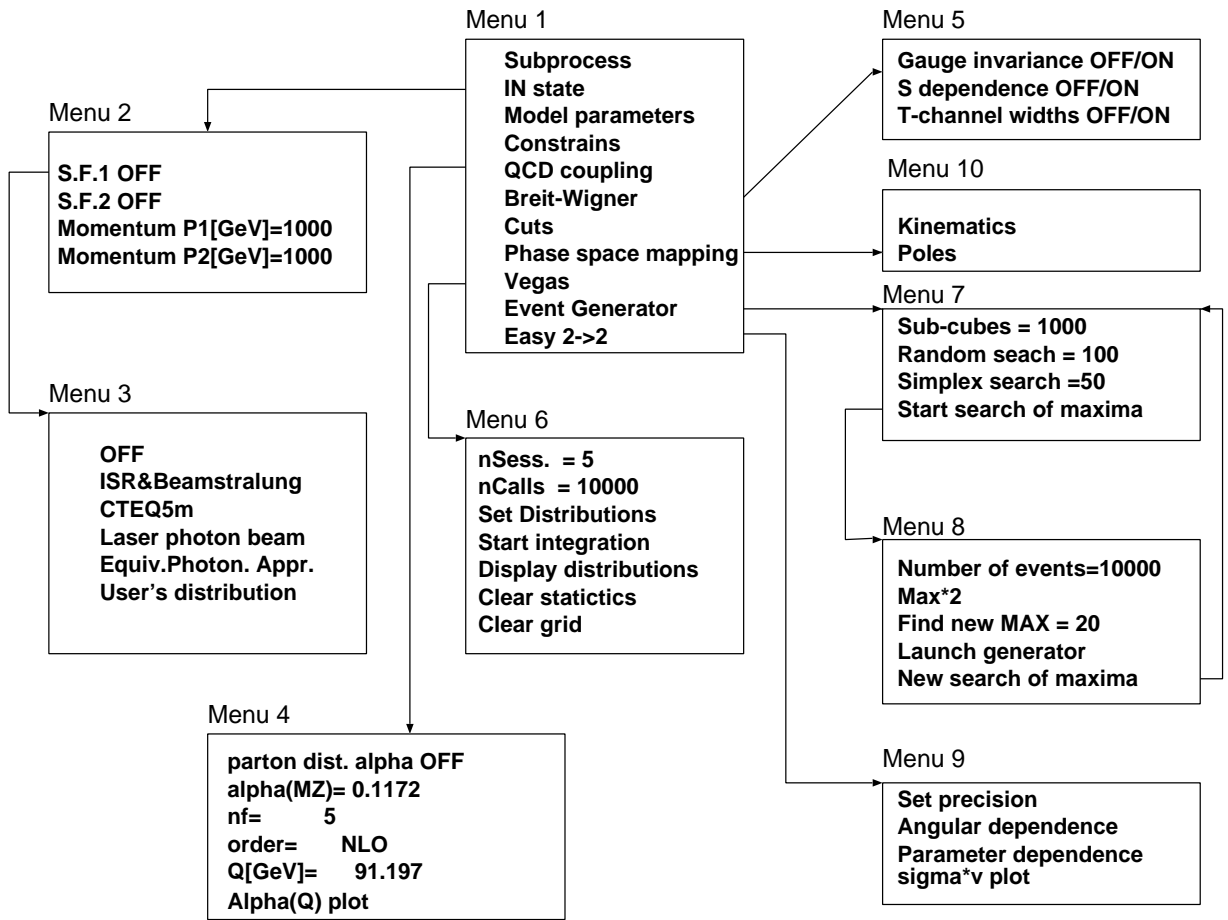 Menu 1
Subprocess
IN state
Model parameters
Constrains
QCD coupling
Breit-Wigner
Cuts
Phase space mapping
Vegas
Event Generator
Easy 2->2
Menu 2
S.F.1 OFF
S.F.2 OFF
Momentum P1[GeV]=1000
Momentum P2[GeV]=1000
Menu 3
OFF
ISR&Beamstralung
CTEQ5m
Laser photon beam
Equiv.Photon. Appr.
User's distribution
Menu 4
parton dist. alpha OFF
alpha(MZ)= 0.1172
nf= 5
order= NLO
Q[GeV]= 91.197
Alpha(Q) plot
Menu 5
Gauge invariance OFF/ON
S dependence OFF/ON
T-channel widths OFF/ON
Menu 10
Kinematics
Poles
Menu 7
Sub-cubes = 1000
Random seach = 100
Simplex search =50
Start search of maxima
Menu 6
nSess. = 5
nCalls = 10000
Set Distributions
Start integration
Display distributions
Clear statictics
Clear grid
Menu 8
Number of events=10000
Max*2
Find new MAX = 20
Launch generator
New search of maxima
Menu 9
Set precision
Angular dependence
Parameter dependence
sigma*v plot